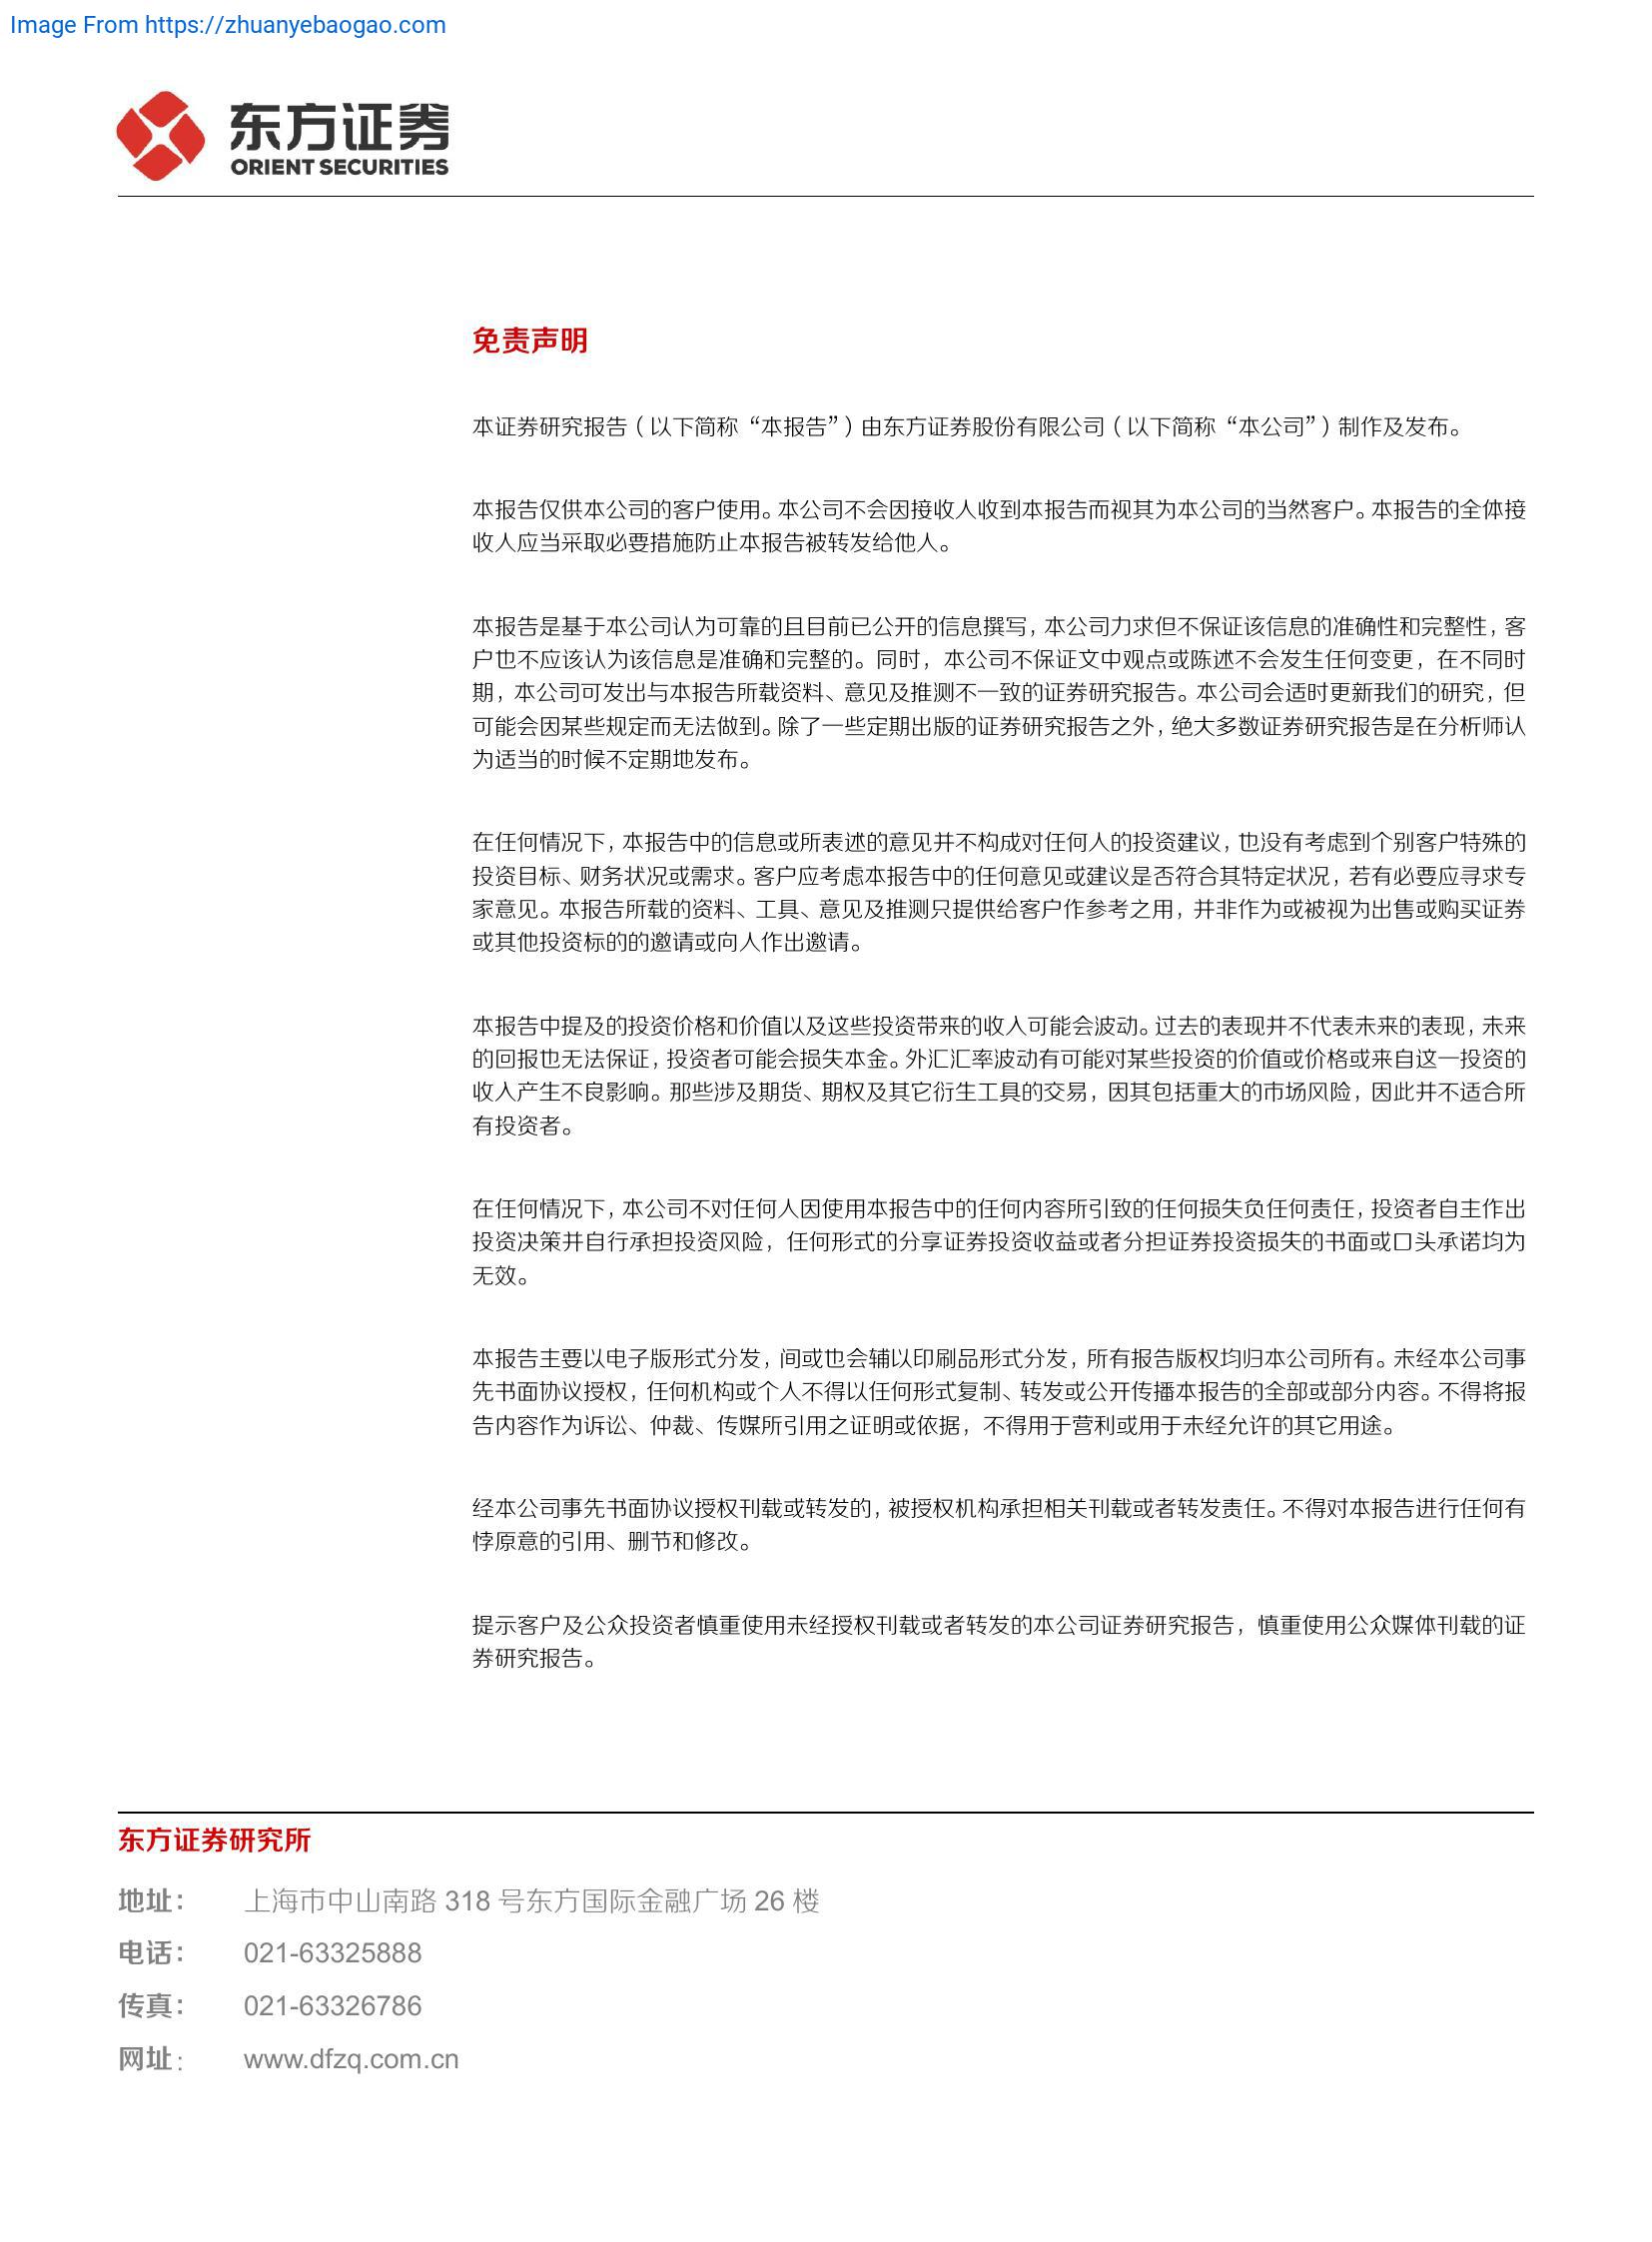 Image From https://zhuanyebaogao.com
东方证券
ORIENT SECURITIES
免责声明
本证券研究报告（以下简称“本报告”）由东方证券股份有限公司（以下简称“本公司”）制作及发布。
本报告仅供本公司的客户使用。本公司不会因接收人收到本报告而视其为本公司的当然客户。本报告的全体接
收人应当采取必要措施防止本报告被转发给他人。
本报告是基于本公司认为可靠的且目前已公开的信息撰写，本公司力求但不保证该信息的准确性和完整性，客
户也不应该认为该信息是准确和完整的。同时，本公司不保证文中观点或陈述不会发生任何变更，在不同时
期，本公司可发出与本报告所载资料、意见及推测不一致的证券研究报告。本公司会适时更新我们的研究，但
可能会因某些规定而无法做到。除了一些定期出版的证券研究报告之外，绝大多数证券研究报告是在分析师认
为适当的时候不定期地发布。
在任何情况下，本报告中的信息或所表述的意见并不构成对任何人的投资建议，也没有考虑到个别客户特殊的
投资目标、财务状况或需求。客户应考虑本报告中的任何意见或建议是否符合其特定状况，若有必要应寻求专
家意见。本报告所载的资料、工具、意见及推测只提供给客户作参考之用，并非作为或被视为出售或购买证券
或其他投资标的的邀请或向人作出邀请。
本报告中提及的投资价格和价值以及这些投资带来的收入可能会波动。过去的表现并不代表未来的表现，未来
的回报也无法保证，投资者可能会损失本金。外汇汇率波动有可能对某些投资的价值或价格或来自这一投资的
收入产生不良影响。那些涉及期货、期权及其它衍生工具的交易，因其包括重大的市场风险，因此并不适合所
有投资者。
在任何情况下，本公司不对任何人因使用本报告中的任何内容所引致的任何损失负任何责任，投资者自主作出
投资决策并自行承担投资风险，任何形式的分享证券投资收益或者分担证券投资损失的书面或口头承诺均为
无效。
本报告主要以电子版形式分发，间或也会辅以印刷品形式分发，所有报告版权均归本公司所有。未经本公司事
先书面协议授权，任何机构或个人不得以任何形式复制、转发或公开传播本报告的全部或部分内容。不得将报
告内容作为诉讼、仲裁、传媒所引用之证明或依据，不得用于营利或用于未经允许的其它用途。
经本公司事先书面协议授权刊载或转发的，被授权机构承担相关刊载或者转发责任。不得对本报告进行任何有
悖原意的引用、删节和修改。
提示客户及公众投资者慎重使用未经授权刊载或者转发的本公司证券研究报告，慎重使用公众媒体刊载的证
券研究报告。
东方证券研究所
地址： 上海市中山南路 318 号东方国际金融广场 26 楼
电话： 021-63325888
传真： 021-63326786
网址： www.dfzq.com.cn